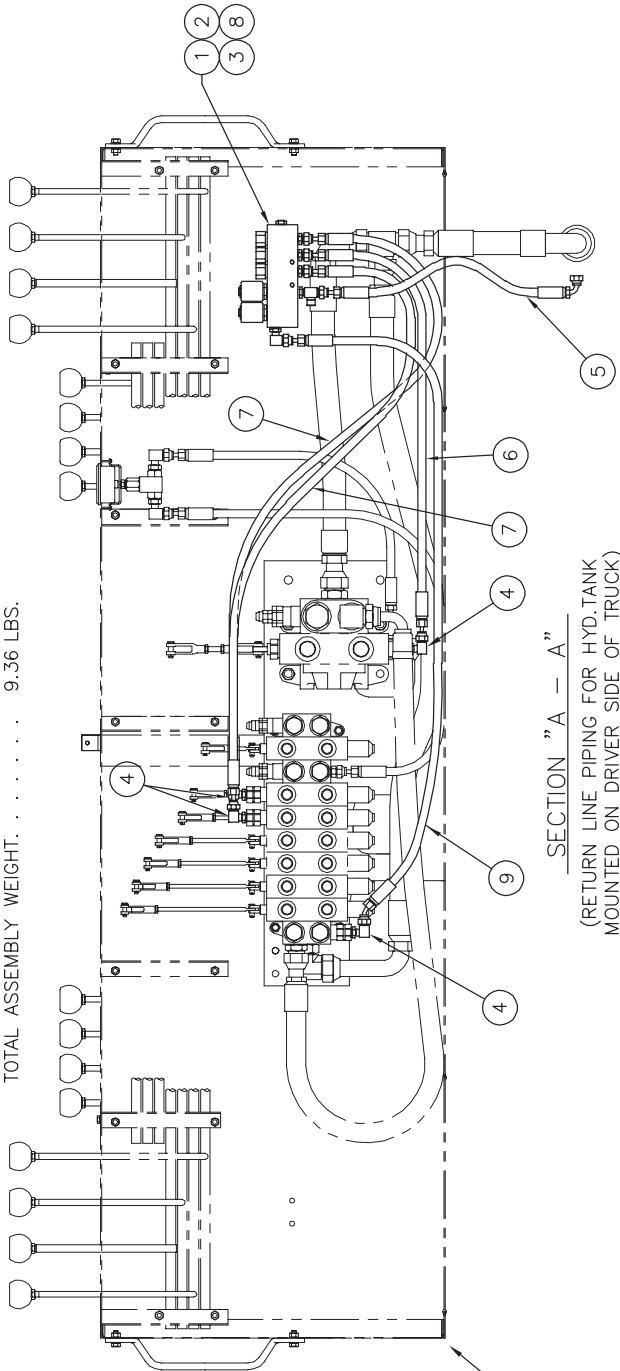 TOTAL ASSEMBLY WEIGHT. . . . . . . 9.36 LBS.
1 2
3 8
7
7
6
5
4
4
9
4
SECTION "A – A"
(RETURN LINE PIPING FOR HYD.TANK
MOUNTED ON DRIVER SIDE OF TRUCK)